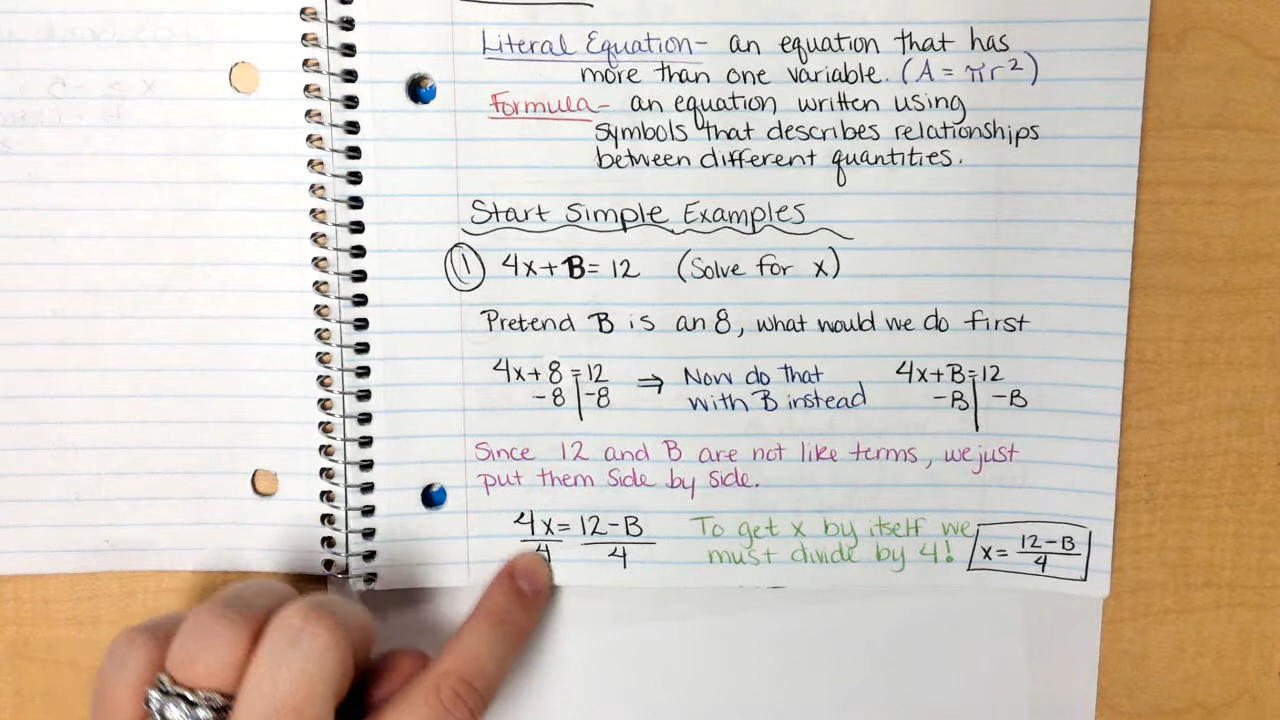 Literal Equation- an equation that has
more than one variable. (A = πr²)
Formula- an equation written using
symbols that describes relationships
between different quantities.
Start Simple Examples
① 4x+B=12 (Solve for x)
Pretend B is an 8, what would we do first
4x+8=12 ⇒ Now do that 4x+B=12
-8 -8 with B instead -B -B
Since 12 and B are not like terms, we just
put them side by side.
4x=12-B To get x by itself we
4 4 must divide by 4!
x= 12-B
4